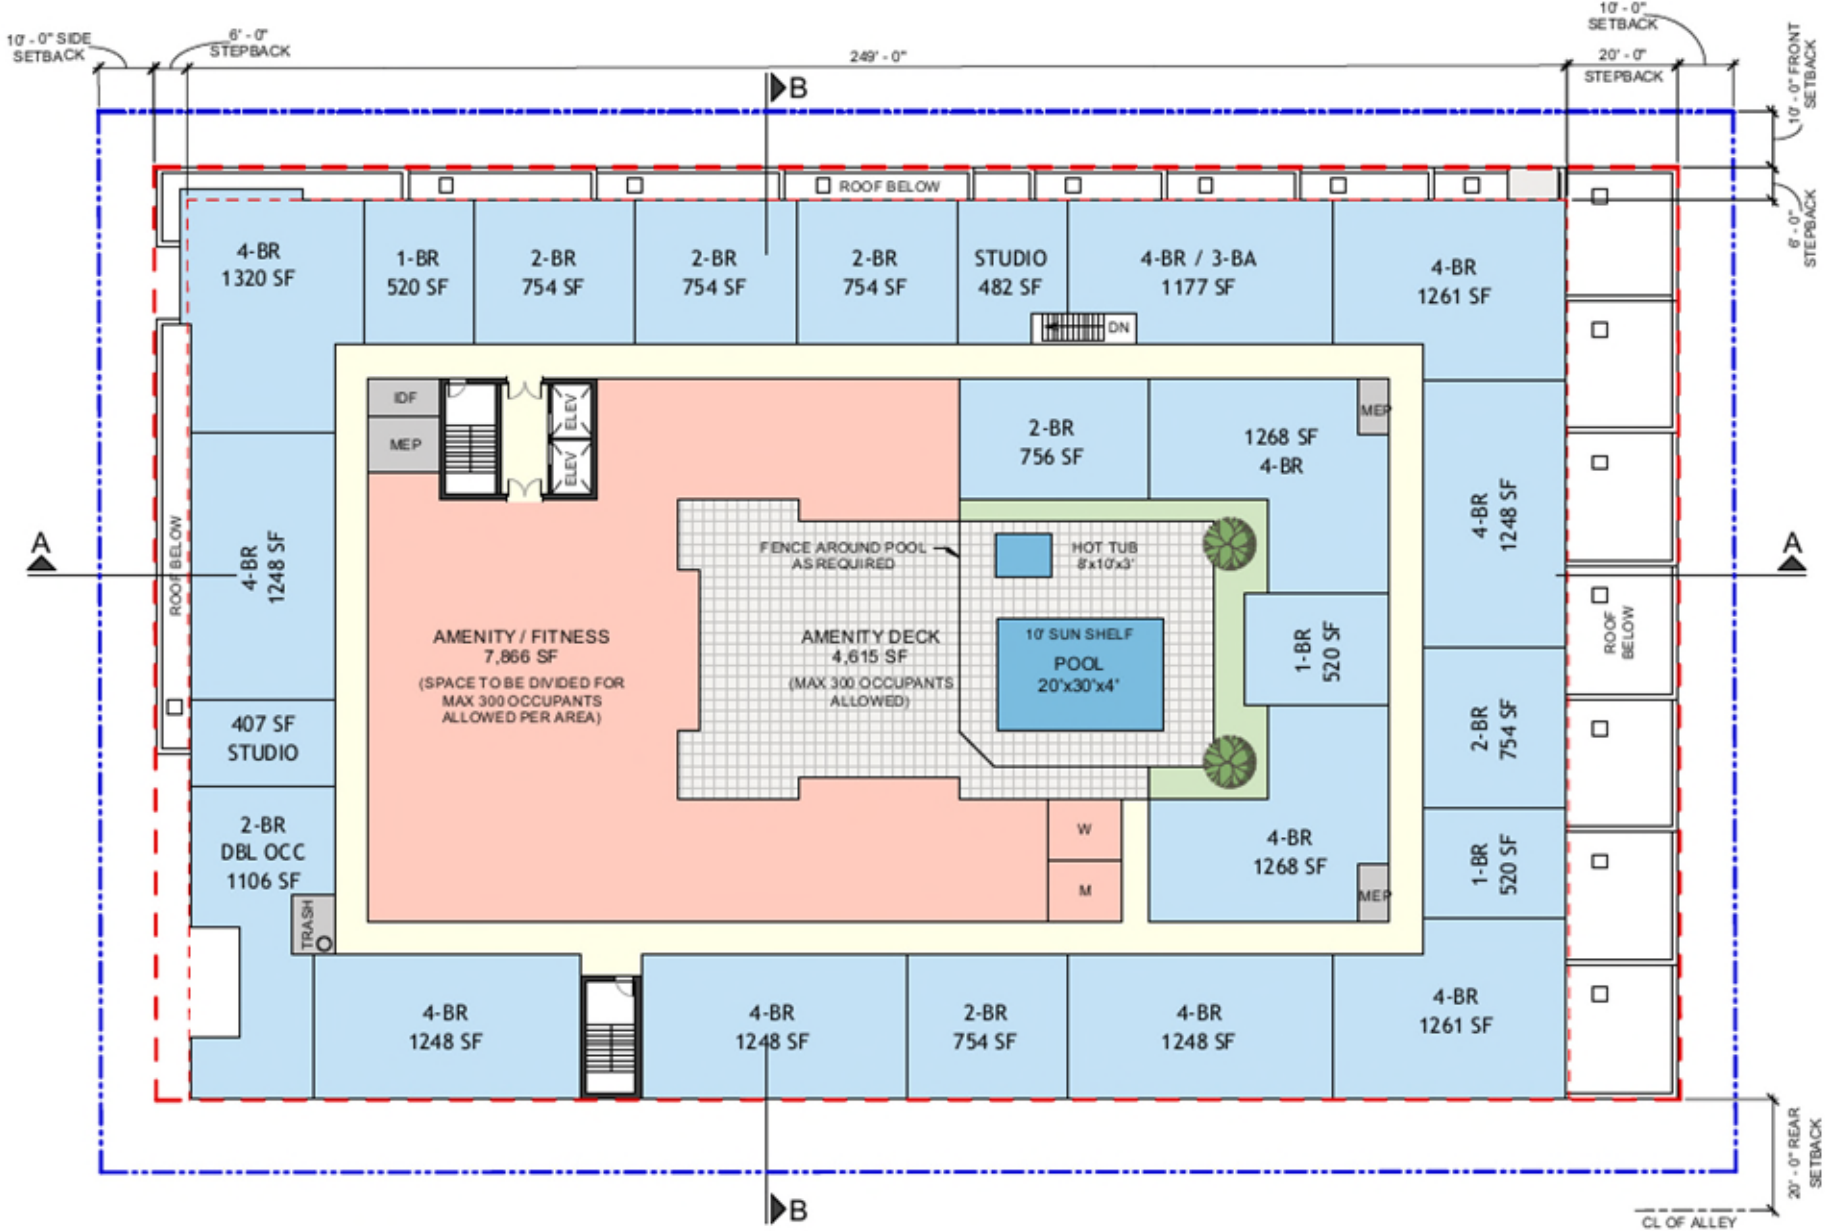 10' - 0" SIDE
SETBACK
6' - 0"
STEPBACK
249' - 0"
10' - 0"
SETBACK
20' - 0"
STEPBACK
10' - 0" FRONT
SETBACK
6' - 0"
STEPBACK
B
ROOF BELOW
4-BR
1320 SF
1-BR
520 SF
2-BR
754 SF
2-BR
754 SF
2-BR
754 SF
STUDIO
482 SF
4-BR / 3-BA
1177 SF
4-BR
1261 SF
DN
IDF
MEP
ELEV
ELEV
2-BR
756 SF
1268 SF
4-BR
MEP
4-BR
1248 SF
A
ROOF BELOW
4-BR
1248 SF
A
FENCE AROUND POOL
AS REQUIRED
HOT TUB
8'x10'x3'
AMENITY / FITNESS
7,866 SF
(SPACE TO BE DIVIDED FOR
MAX 300 OCCUPANTS
ALLOWED PER AREA)
AMENITY DECK
4,615 SF
(MAX 300 OCCUPANTS
ALLOWED)
10' SUN SHELF
POOL
20'x30'x4'
1-BR
520 SF
ROOF
BELOW
407 SF
STUDIO
2-BR
754 SF
2-BR
DBL OCC
1106 SF
W
M
4-BR
1268 SF
MEP
1-BR
520 SF
TRASH
4-BR
1248 SF
4-BR
1248 SF
2-BR
754 SF
4-BR
1248 SF
4-BR
1261 SF
20' - 0" REAR
SETBACK
B
CL OF ALLEY